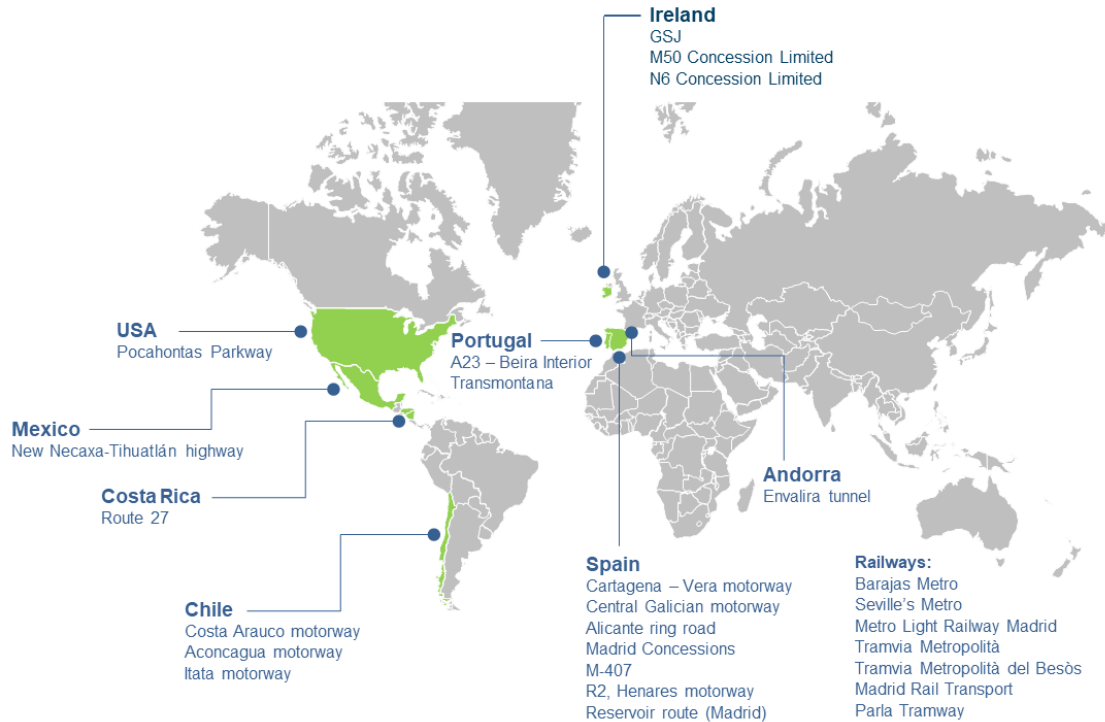 Ireland
GSJ
M50 Concession Limited
N6 Concession Limited
USA
Pocahontas Parkway
Portugal
A23 – Beira Interior
Transmontana
Mexico
New Necaxa-Tihuatlán highway
Costa Rica
Route 27
Andorra
Envalira tunnel
Chile
Costa Arauco motorway
Aconcagua motorway
Itata motorway
Spain
Cartagena – Vera motorway
Central Galician motorway
Alicante ring road
Madrid Concessions
M-407
R2, Henares motorway
Reservoir route (Madrid)
Railways:
Barajas Metro
Seville's Metro
Metro Light Railway Madrid
Tramvia Metropolità
Tramvia Metropolità del Besòs
Madrid Rail Transport
Parla Tramway